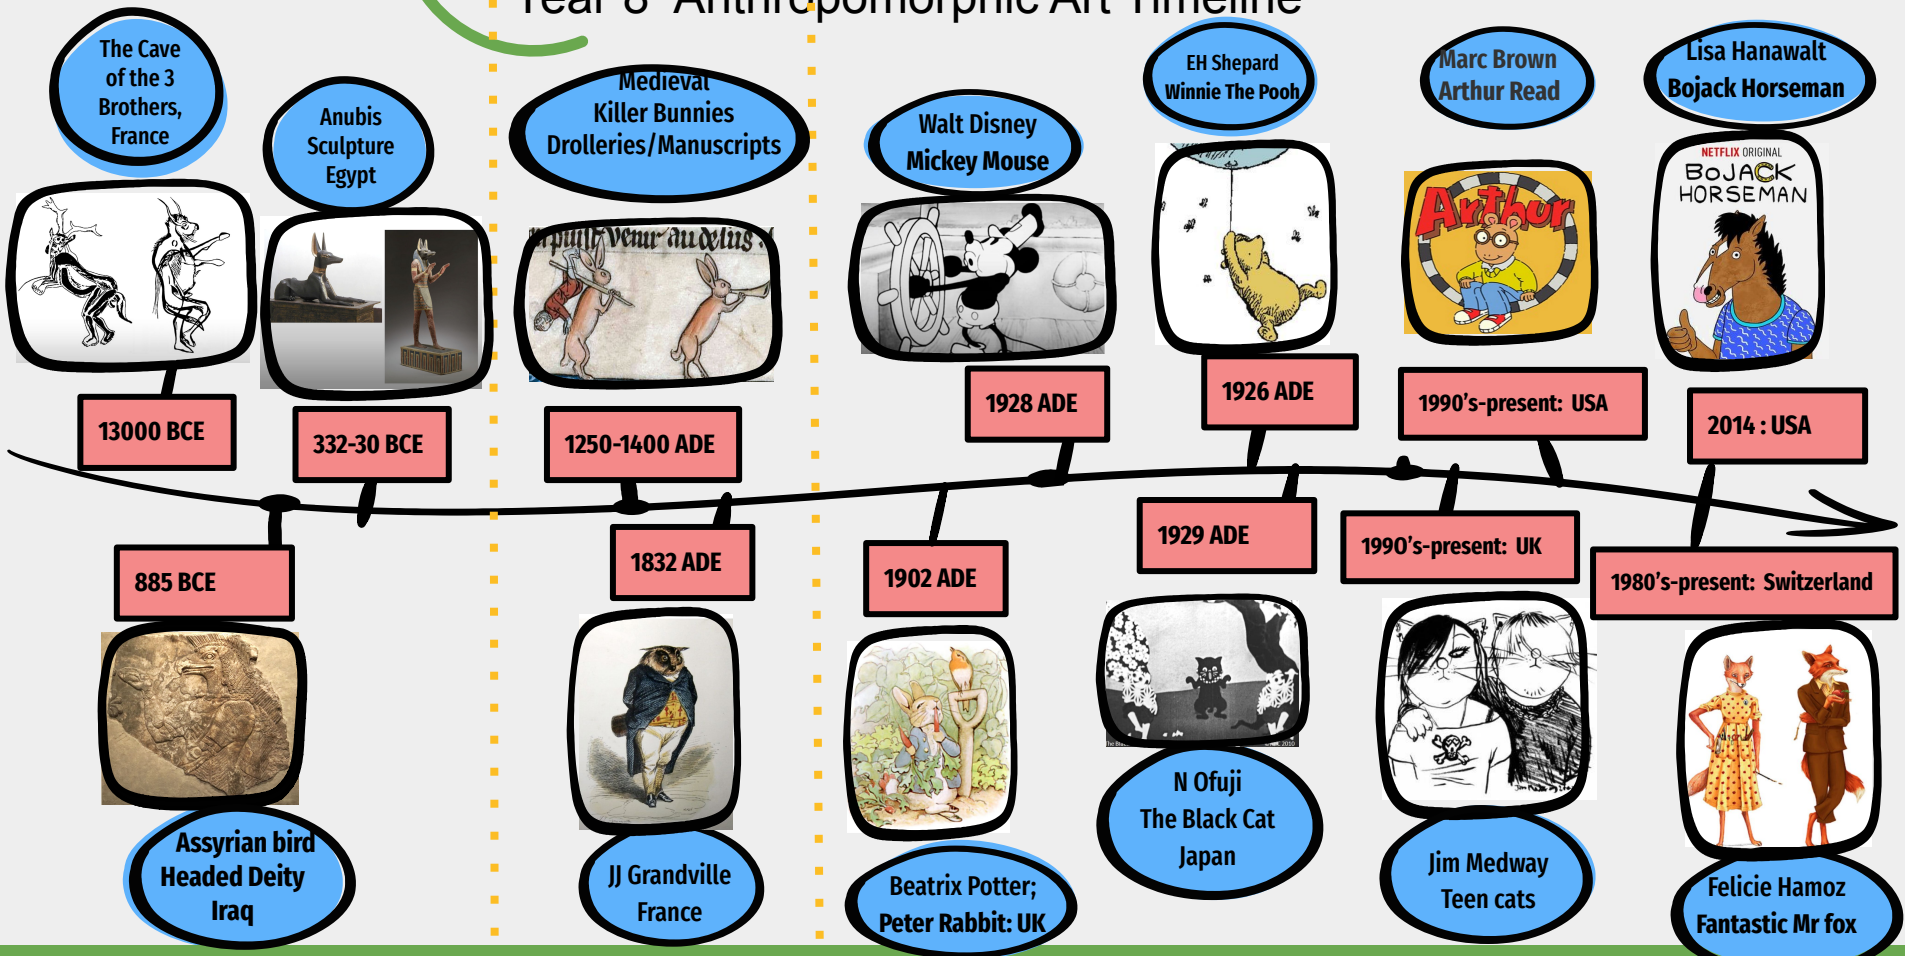 Year 8 Anthropomorphic Art Timeline
The Cave
of the 3
Brothers,
France
13000 BCE
Anubis
Sculpture
Egypt
332-30 BCE
885 BCE
Assyrian bird
Headed Deity
Iraq
Medieval
Killer Bunnies
Drolleries/Manuscripts
1250-1400 ADE
1832 ADE
JJ Grandville
France
Walt Disney
Mickey Mouse
1928 ADE
1902 ADE
Beatrix Potter;
Peter Rabbit: UK
EH Shepard
Winnie The Pooh
1926 ADE
1929 ADE
N Ofuji
The Black Cat
Japan
Marc Brown
Arthur Read
Arthur
1990's-present: USA
1990's-present: UK
Jim Medway
Teen cats
Lisa Hanawalt
Bojack Horseman
NETFLIX ORIGINAL
BOJACK
HORSEMAN
2014 : USA
1980's-present: Switzerland
Felicie Hamoz
Fantastic Mr fox